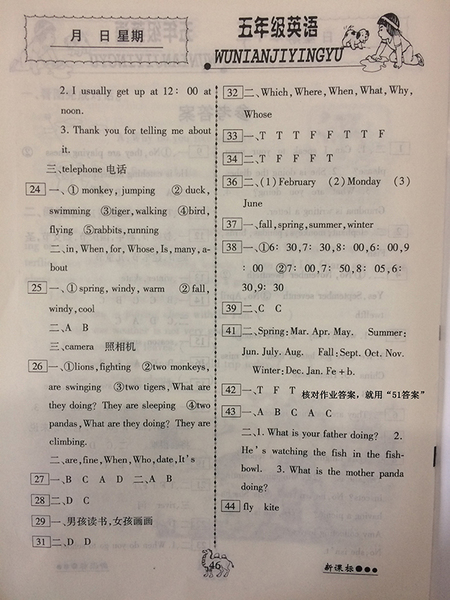 月 日 星期
五年级英语
WUNIANJIYINGYU
2. I usually get up at 12：00 at
noon.
3. Thank you for telling me about
it.
三、telephone 电话
24 一、① monkey, jumping ② duck,
swimming ③tiger, walking ④bird,
flying ⑤rabbits, running
二、in, When, for, Whose, Is, many, a-
bout
25 一、① spring, windy, warm ② fall,
windy, cool
二、A B
三、camera 照相机
26 一、①lions, fighting ②two monkeys,
are swinging ③two tigers, What are
they doing? They are sleeping ④two
pandas, What are they doing? They are
climbing.
二、are, fine, When, Who, date, It's
27 一、B C A D 二、A B
28 二、D C
29 一、男孩读书,女孩画画
31 二、D D
32 二、Which, Where, When, What, Why,
Whose
33 一、T T F F T T F
34 二、T F F F T
36 二、(1) February (2) Monday (3)
June
37 一、fall, spring, summer, winter
38 一、①6：30,7：30,8：00,6：00,9
：00 ②7：00,7：50,8：05,6：
30,9：30
39 二、C C
41 二、Spring: Mar. Apr. May. Summer:
Jun. July. Aug. Fall: Sept. Oct. Nov.
Winter: Dec. Jan. Fe + b.
42 一、T F T 核对作业答案，就用“51答案”
43 一、A B C A C
二、1. What is your father doing? 2.
He's watching the fish in the fish-
bowl. 3. What is the mother panda
doing?
44 fly kite
46
新课标●●●